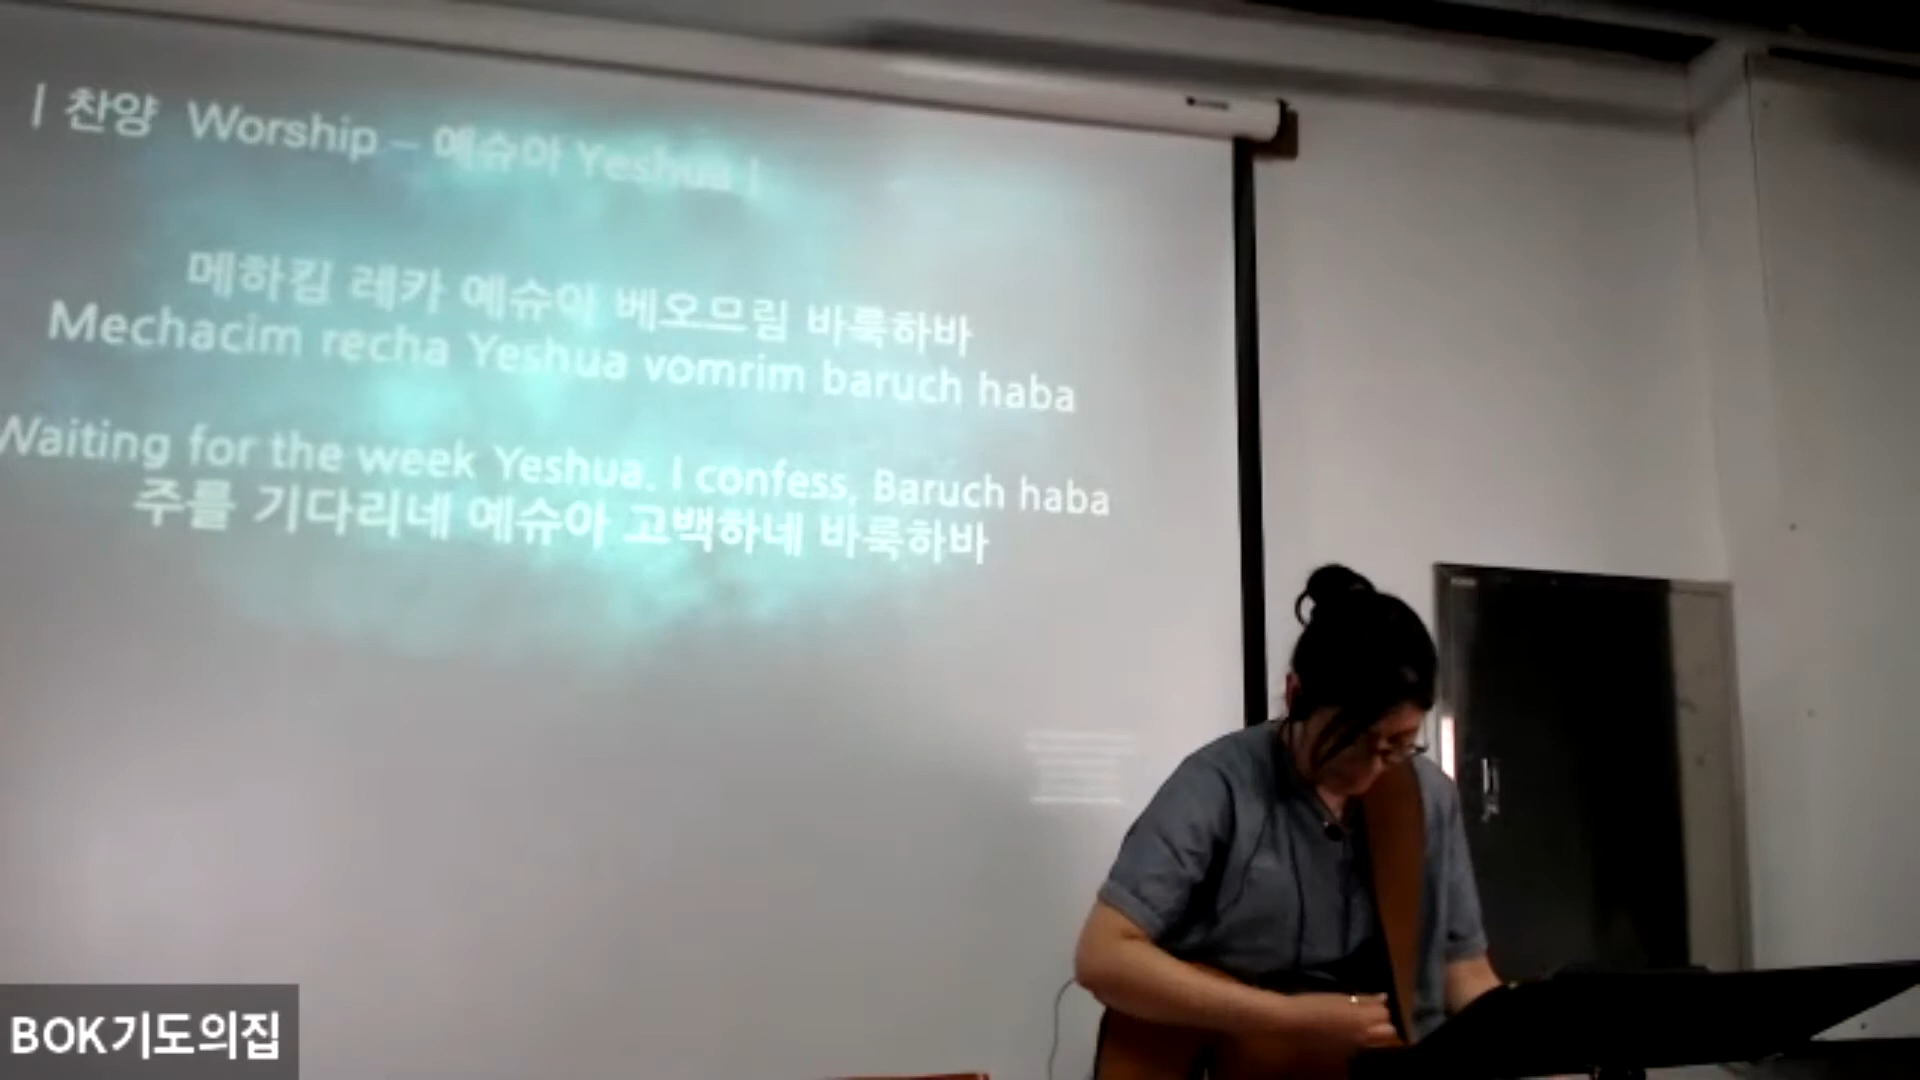 | 찬양 Worship – 예슈아 Yeshua |
메하킴 레카 예슈아 베오므림 바룩하바
Mechacim recha Yeshua vomrim baruch haba
Waiting for the week Yeshua. I confess, Baruch haba
주를 기다리네 예슈아 고백하네 바룩하바
BOK기도의집